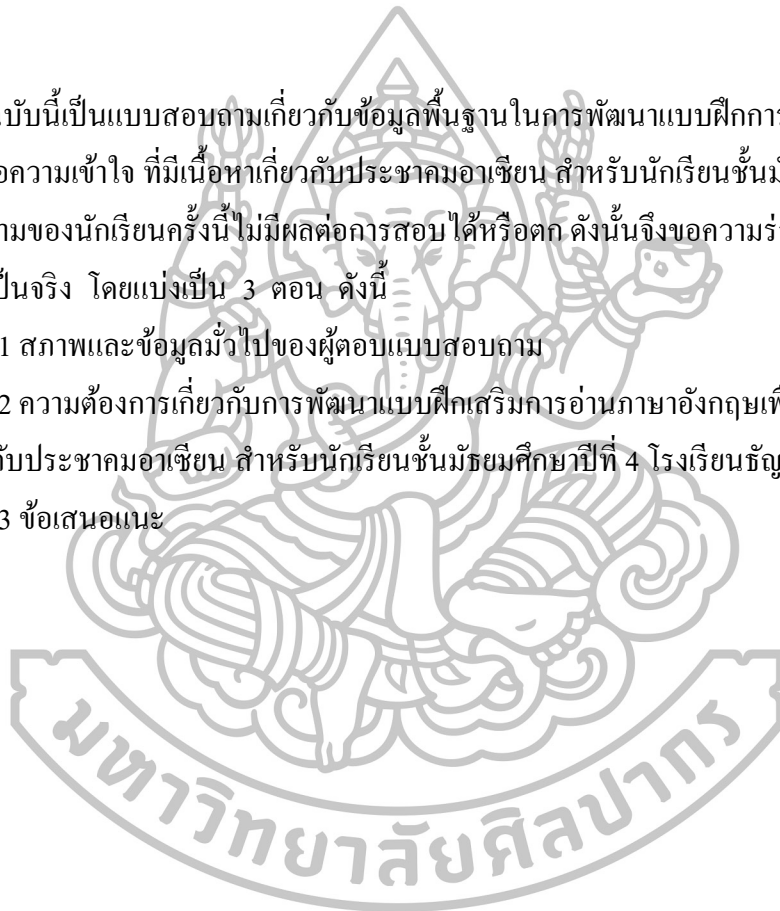 บับนี้เป็นแบบสอบถามเกี่ยวกับข้อมูลพื้นฐานในการพัฒนาแบบฝึกการ
อความเข้าใจ ที่มีเนื้อหาเกี่ยวกับประชาคมอาเซียน สำหรับนักเรียนชั้นมั
ามของนักเรียนครั้งนี้ไม่มีผลต่อการสอบได้หรือตก ดังนั้นจึงขอความร่
ป็นจริง โดยแบ่งเป็น 3 ตอน ดังนี้
1 สภาพและข้อมูลมั่วไปของผู้ตอบแบบสอบถาม
2 ความต้องการเกี่ยวกับการพัฒนาแบบฝึกเสริมการอ่านภาษาอังกฤษเพื่
ับประชาคมอาเซียน สำหรับนักเรียนชั้นมัธยมศึกษาปีที่ 4 โรงเรียนธัญ
3 ข้อเสนอแนะ
มหาวิทยาลัยศิลปากร